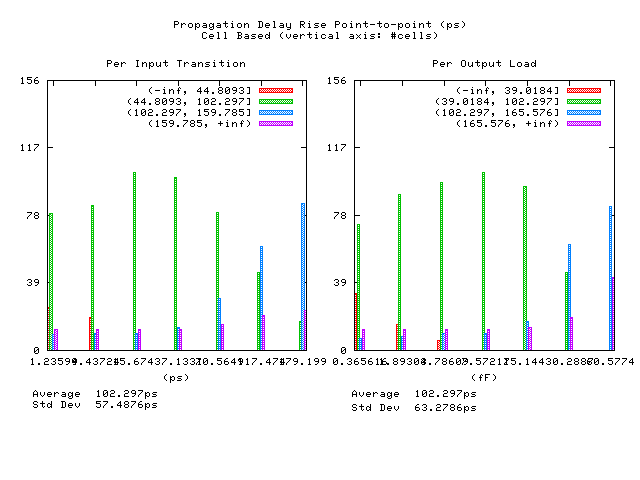 Propagation Delay Rise Point-to-point (ps)
Cell Based (vertical axis: #cells)
Per Input Transition
156
117
78
39
0
(-inf, 44.8093]
(44.8093, 102.297]
(102.297, 159.785]
(159.785, +inf)
(ps)
Average 102.297ps
Std Dev 57.4876ps
Per Output Load
156
117
78
39
0
(-inf, 39.0184]
(39.0184, 102.297]
(102.297, 165.576]
(165.576, +inf)
(fF)
Average 102.297ps
Std Dev 63.2786ps